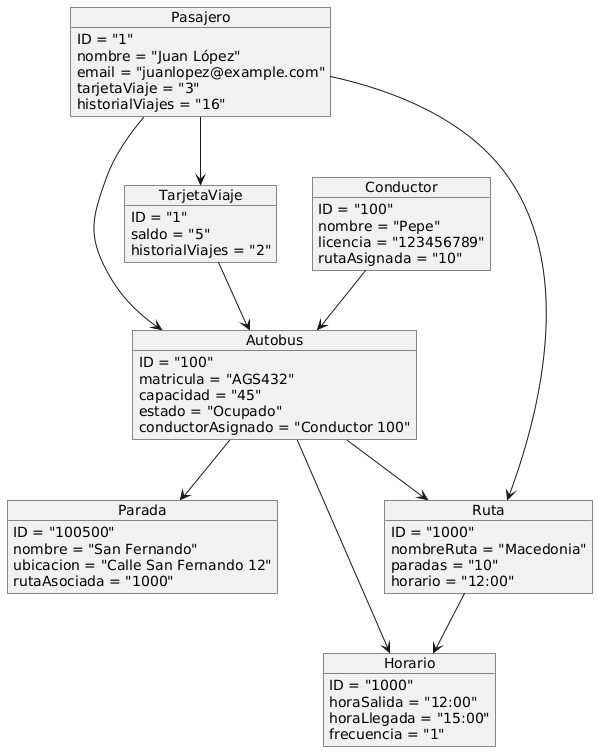 Pasajero
ID = "1"
nombre = "Juan López"
email = "juanlopez@example.com"
tarjetaViaje = "3"
historialViajes = "16"
TarjetaViaje
ID = "1"
saldo = "5"
historialViajes = "2"
Conductor
ID = "100"
nombre = "Pepe"
licencia = "123456789"
rutaAsignada = "10"
Autobus
ID = "100"
matricula = "AGS432"
capacidad = "45"
estado = "Ocupado"
conductorAsignado = "Conductor 100"
Parada
ID = "100500"
nombre = "San Fernando"
ubicacion = "Calle San Fernando 12"
rutaAsociada = "1000"
Ruta
ID = "1000"
nombreRuta = "Macedonia"
paradas = "10"
horario = "12:00"
Horario
ID = "1000"
horaSalida = "12:00"
horaLlegada = "15:00"
frecuencia = "1"